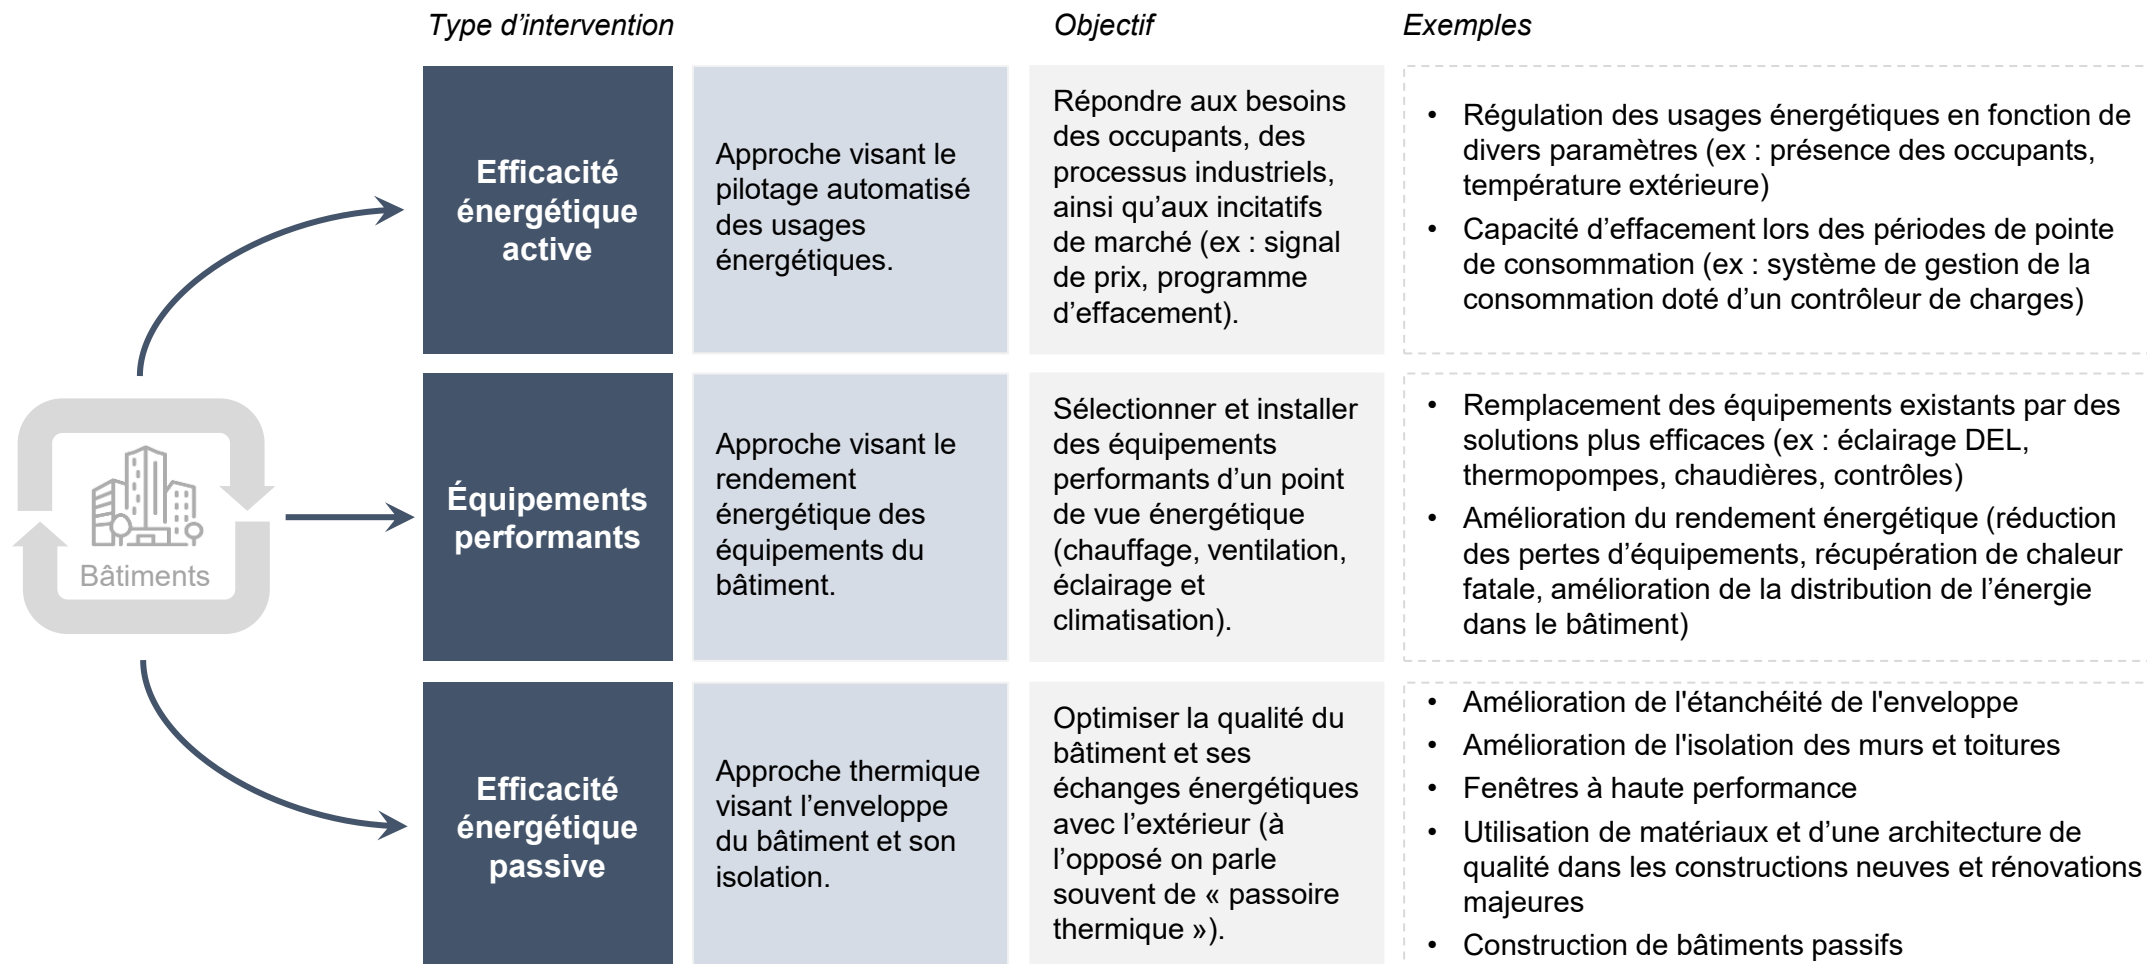 Type d’intervention
Objectif
Exemples
Efficacité
énergétique
active
Approche visant le
pilotage automatisé
des usages
énergétiques.
Répondre aux besoins
des occupants, des
processus industriels,
ainsi qu’aux incitatifs
de marché (ex : signal
de prix, programme
d’effacement).
• Régulation des usages énergétiques en fonction de
divers paramètres (ex : présence des occupants,
température extérieure)
• Capacité d’effacement lors des périodes de pointe
de consommation (ex : système de gestion de la
consommation doté d’un contrôleur de charges)
Bâtiments
Équipements
performants
Approche visant le
rendement
énergétique des
équipements du
bâtiment.
Sélectionner et installer
des équipements
performants d’un point
de vue énergétique
(chauffage, ventilation,
éclairage et
climatisation).
• Remplacement des équipements existants par des
solutions plus efficaces (ex : éclairage DEL,
thermopompes, chaudières, contrôles)
• Amélioration du rendement énergétique (réduction
des pertes d’équipements, récupération de chaleur
fatale, amélioration de la distribution de l’énergie
dans le bâtiment)
Efficacité
énergétique
passive
Approche thermique
visant l’enveloppe
du bâtiment et son
isolation.
Optimiser la qualité du
bâtiment et ses
échanges énergétiques
avec l’extérieur (à
l’opposé on parle
souvent de « passoire
thermique »).
• Amélioration de l'étanchéité de l'enveloppe
• Amélioration de l'isolation des murs et toitures
• Fenêtres à haute performance
• Utilisation de matériaux et d’une architecture de
qualité dans les constructions neuves et rénovations
majeures
• Construction de bâtiments passifs